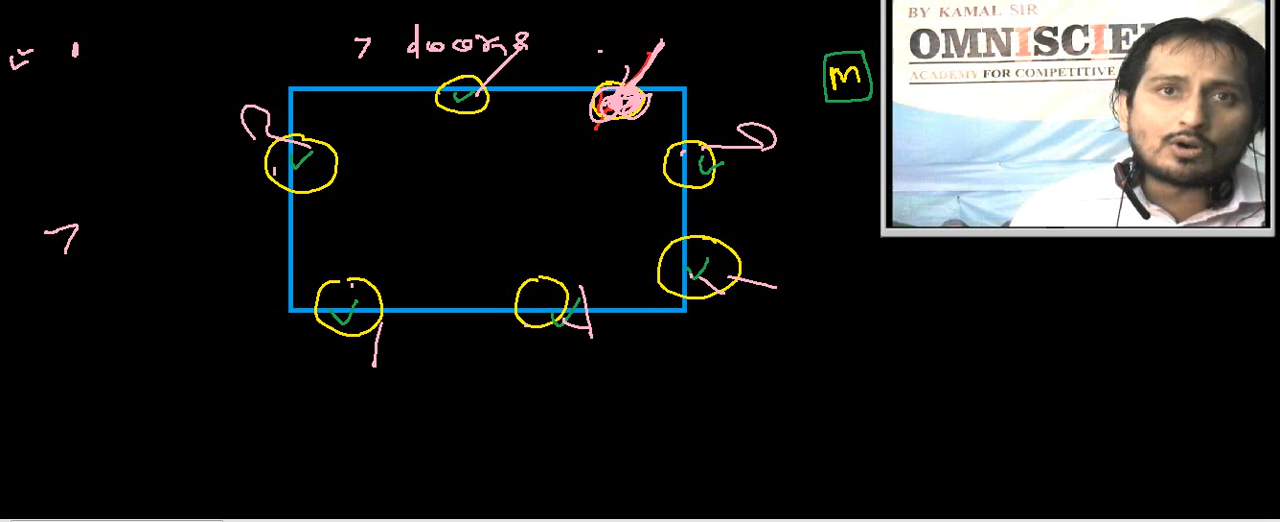 BY KAMAL SIR
OMNISCIE
ACADEMY FOR COMPETITIVE
7 doors
M
7